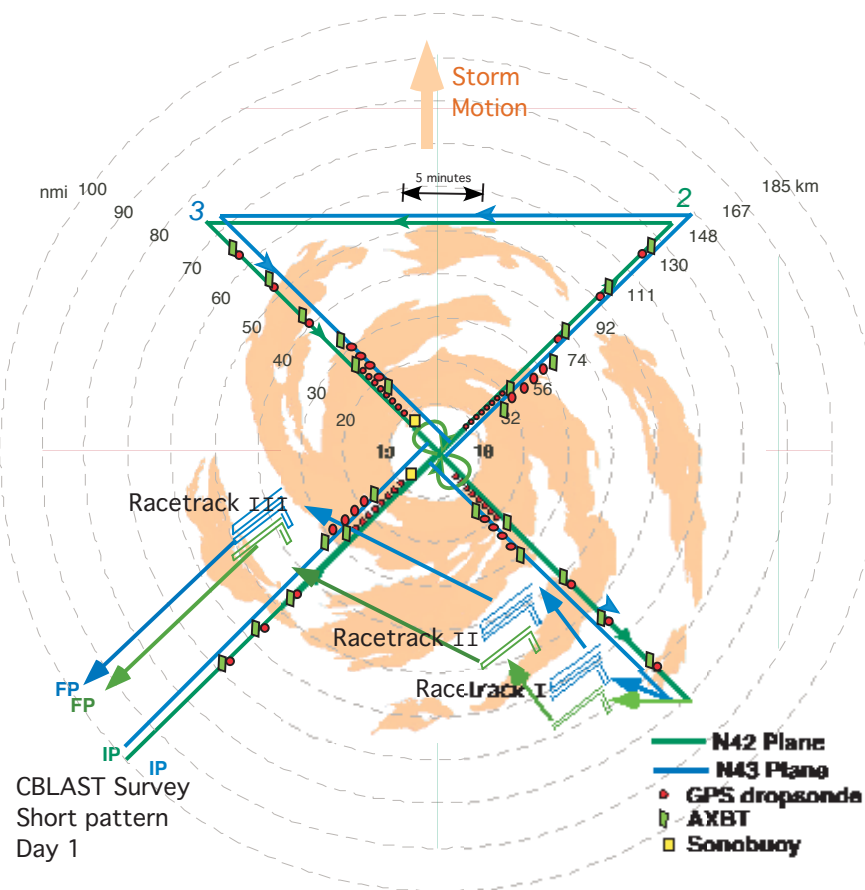 Storm
Motion
5 minutes
nmi 100
90
80
70
60
50
40
30
20
10
3
2
185 km
167
148
130
111
92
74
56
32
18
Racetrack III
Racetrack II
Racetrack I
FP
FP
IP
IP
CBLAST Survey
Short pattern
Day 1
N42 Plane
N43 Plane
GPS dropsonde
AXBT
Sonobuoy